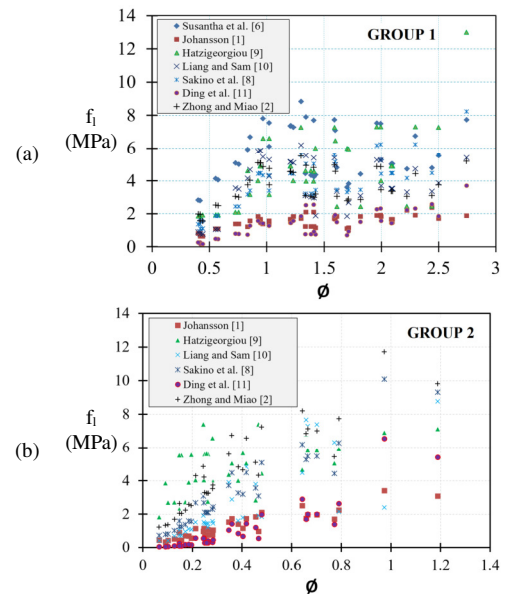 14
Susantha et al. [6]
GROUP 1
Johansson [1]
12
Hatzigeorgiou [9]
Liang and Sam [10]
10
Sakino et al. [8]
Ding et al. [11]
fl
8
Zhong and Miao [2]
(MPa)
(a)
6
4
2
0
0 0.5 1 1.5 2 2.5 3
Ø
14
Johansson [1]
GROUP 2
Hatzigeorgiou [9]
12
Liang and Sam [10]
Sakino et al. [8]
10
Ding et al. [11]
fl
Zhong and Miao [2]
8
(MPa)
(b)
6
4
2
0
0 0.2 0.4 0.6 0.8 1 1.2 1.4
Ø